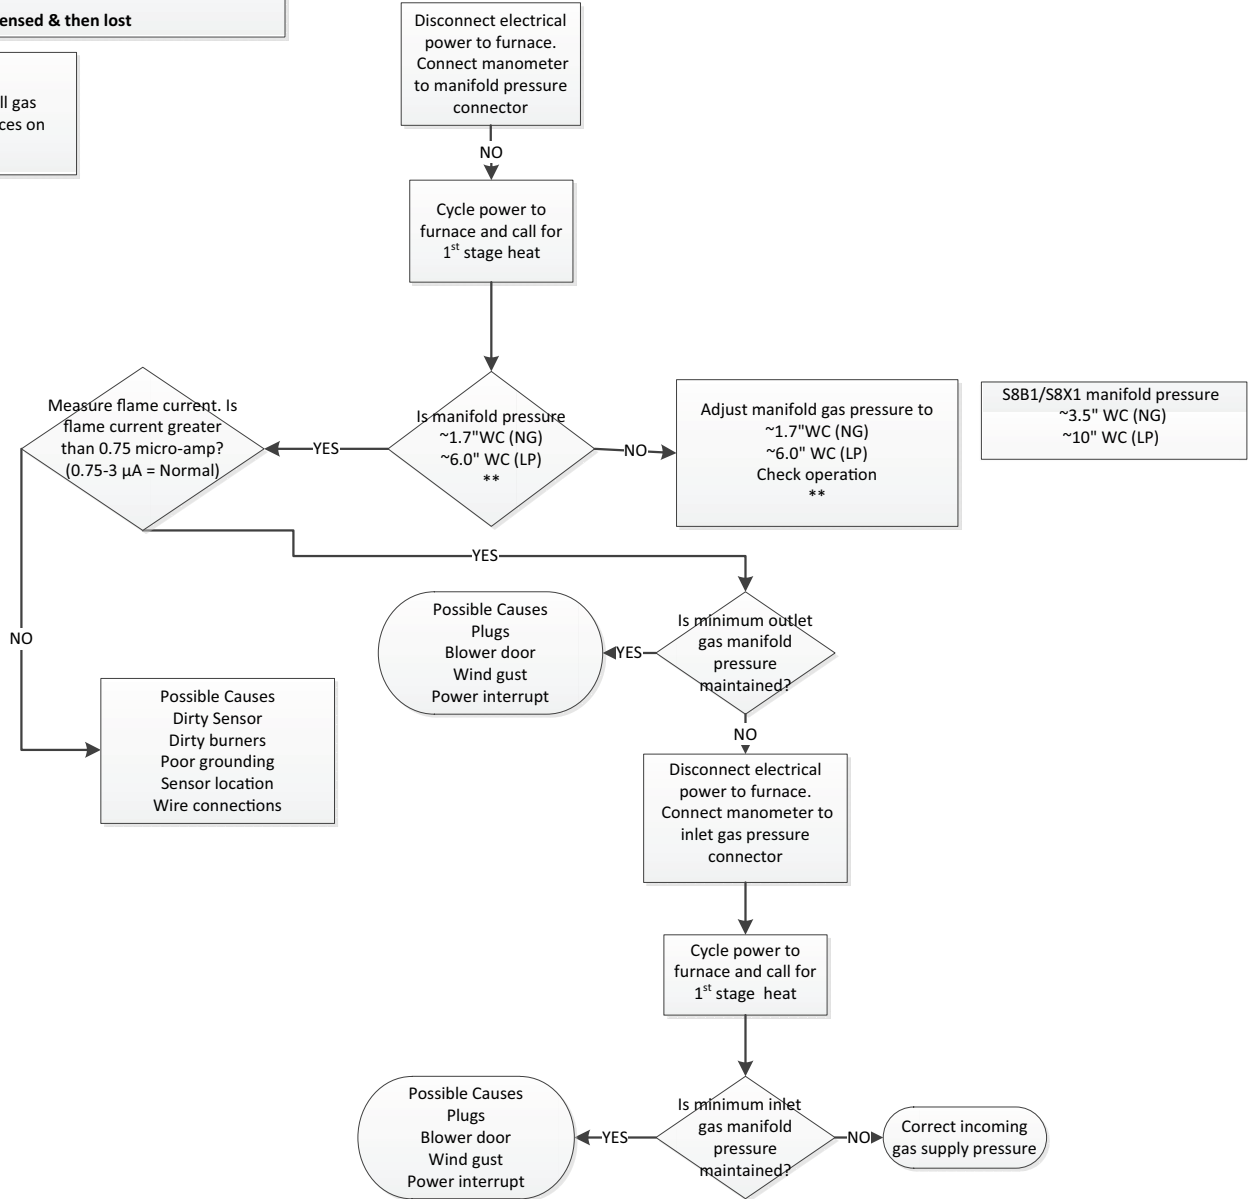 ensed & then lost
ll gas
ces on
Disconnect electrical
power to furnace.
Connect manometer
to manifold pressure
connector
NO
Cycle power to
furnace and call for
1st stage heat
Measure flame current. Is
flame current greater
than 0.75 micro-amp?
(0.75-3 µA = Normal)
YES
Is manifold pressure
~1.7"WC (NG)
~6.0" WC (LP)
**
NO
Adjust manifold gas pressure to
~1.7"WC (NG)
~6.0" WC (LP)
Check operation
**
S8B1/S8X1 manifold pressure
~3.5" WC (NG)
~10" WC (LP)
YES
NO
Possible Causes
Dirty Sensor
Dirty burners
Poor grounding
Sensor location
Wire connections
Possible Causes
Plugs
Blower door
Wind gust
Power interrupt
YES
Is minimum outlet
gas manifold
pressure
maintained?
NO
Disconnect electrical
power to furnace.
Connect manometer to
inlet gas pressure
connector
Cycle power to
furnace and call for
1st stage  heat
Possible Causes
Plugs
Blower door
Wind gust
Power interrupt
YES
Is minimum inlet
gas manifold
pressure
maintained?
NO
Correct incoming
gas supply pressure